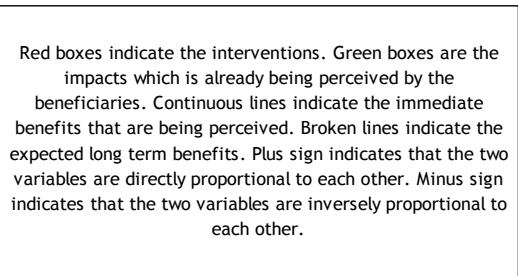 Red boxes indicate the interventions. Green boxes are the
impacts which is already being perceived by the
beneficiaries. Continuous lines indicate the immediate
benefits that are being perceived. Broken lines indicate the
expected long term benefits. Plus sign indicates that the two
variables are directly proportional to each other. Minus sign
indicates that the two variables are inversely proportional to
each other.